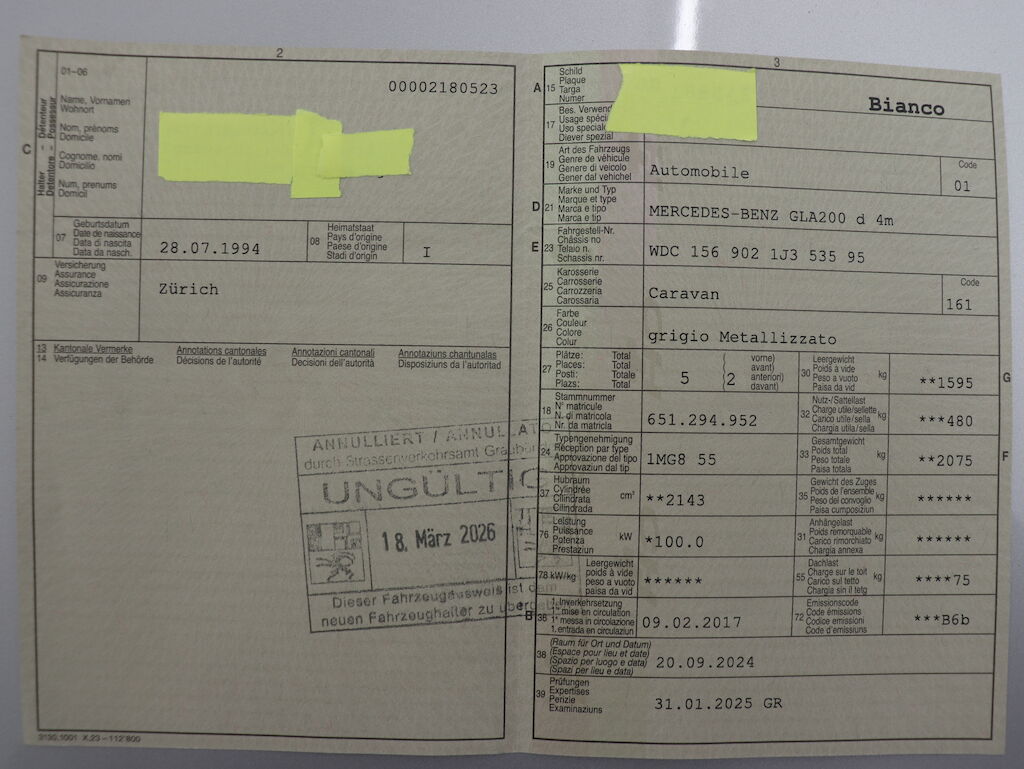 2
01-06
00002180523
C
Halter - Détenteur
Detentore - Possessur
Name, Vornamen
Wohnort
Nom, prénoms
Domicile
Cognome, nomi
Domicilio
Num, prenums
Domicil
07
Geburtsdatum
Date de naissance
Data di nascita
Data da nasch.
28.07.1994
08
Heimatstaat
Pays d'origine
Paese d'origine
Stadi d'origin
I
09
Versicherung
Assurance
Assicurazione
Assicuranza
Zürich
13 Kantonale Vermerke Annotations cantonales Annotazioni cantonali Annotaziuns chantunalas
14 Verfügungen der Behörde Décisions de l'autorité Decisioni dell'autorità Disposiziuns da l'autoritad
ANNULLIERT / ANNULLATO
durch Strassenverkehrsamt
UNGÜLTIG
18. März 2026
Dieser Fahrzeugausweis ist dem
neuen Fahrzeughalter zu
3130.1001 X.23 – 112'800
3
A
15
Schild
Plaque
Targa
Numer
Bianco
17
Bes.
Usage
Uso
Diever spezial
19
Art des Fahrzeugs
Genre de véhicule
Genere di veicolo
Gener dal vehichel
Automobile
Code
01
D
21
Marke und Typ
Marque et type
Marca e tipo
Marca e tip
MERCEDES-BENZ GLA200 d 4m
E
23
Fahrgestell-Nr.
Châssis no
Telaio n.
Schassis nr.
WDC 156 902 1J3 535 95
25
Karosserie
Carrosserie
Carrozzeria
Carossaria
Caravan
Code
161
26
Farbe
Couleur
Colore
Colur
grigio Metallizzato
27
Plätze: Total
Places: Total
Posti: Totale
Plazs: Total
5
2
vorne)
avant)
anteriori)
davant)
30
Leergewicht
Poids à vide
Peso a vuoto
Paisa da vid
kg
**1595
G
18
Stammnummer
N° matricule
N. di matricola
Nr. da matricla
651.294.952
32
Nutz-/Sattellast
Charge utile/sellette
Carico utile/sella
Chargia utila/sella
kg
***480
24
Typengenehmigung
Réception par type
Approvazione del tipo
Approvaziun dal tip
1MG8 55
33
Gesamtgewicht
Poids total
Peso totale
Paisa totala
kg
**2075
F
37
Hubraum
Cylindrée
Cilindrata
Cilindrada
cm³
**2143
35
Gewicht des Zuges
Poids de l'ensemble
Peso del convoglio
Paisa cumposiziun
kg
******
76
Leistung
Puissance
Potenza
Prestaziun
kW
*100.0
31
Anhängelast
Poids remorquable
Carico rimorchiato
Chargia annexa
kg
******
78 kW/kg
Leergewicht
poids à vide
peso a vuoto
paisa da vid
******
55
Dachlast
Charge sur le toit
Carico sul tetto
Chargia sin il tetg
kg
****75
B
36
1. Inverkehrsetzung
1re mise en circulation
1a messa in circolazione
1. entrada en circulaziun
09.02.2017
72
Emissionscode
Code émissions
Codice emissioni
Code d'emissiuns
***B6b
38
(Raum für Ort und Datum)
(Espace pour lieu et date)
(Spazio per luogo e data)
(Spazi per lieu e data)
20.09.2024
39
Prüfungen
Expertises
Perizie
Examinaziuns
31.01.2025 GR